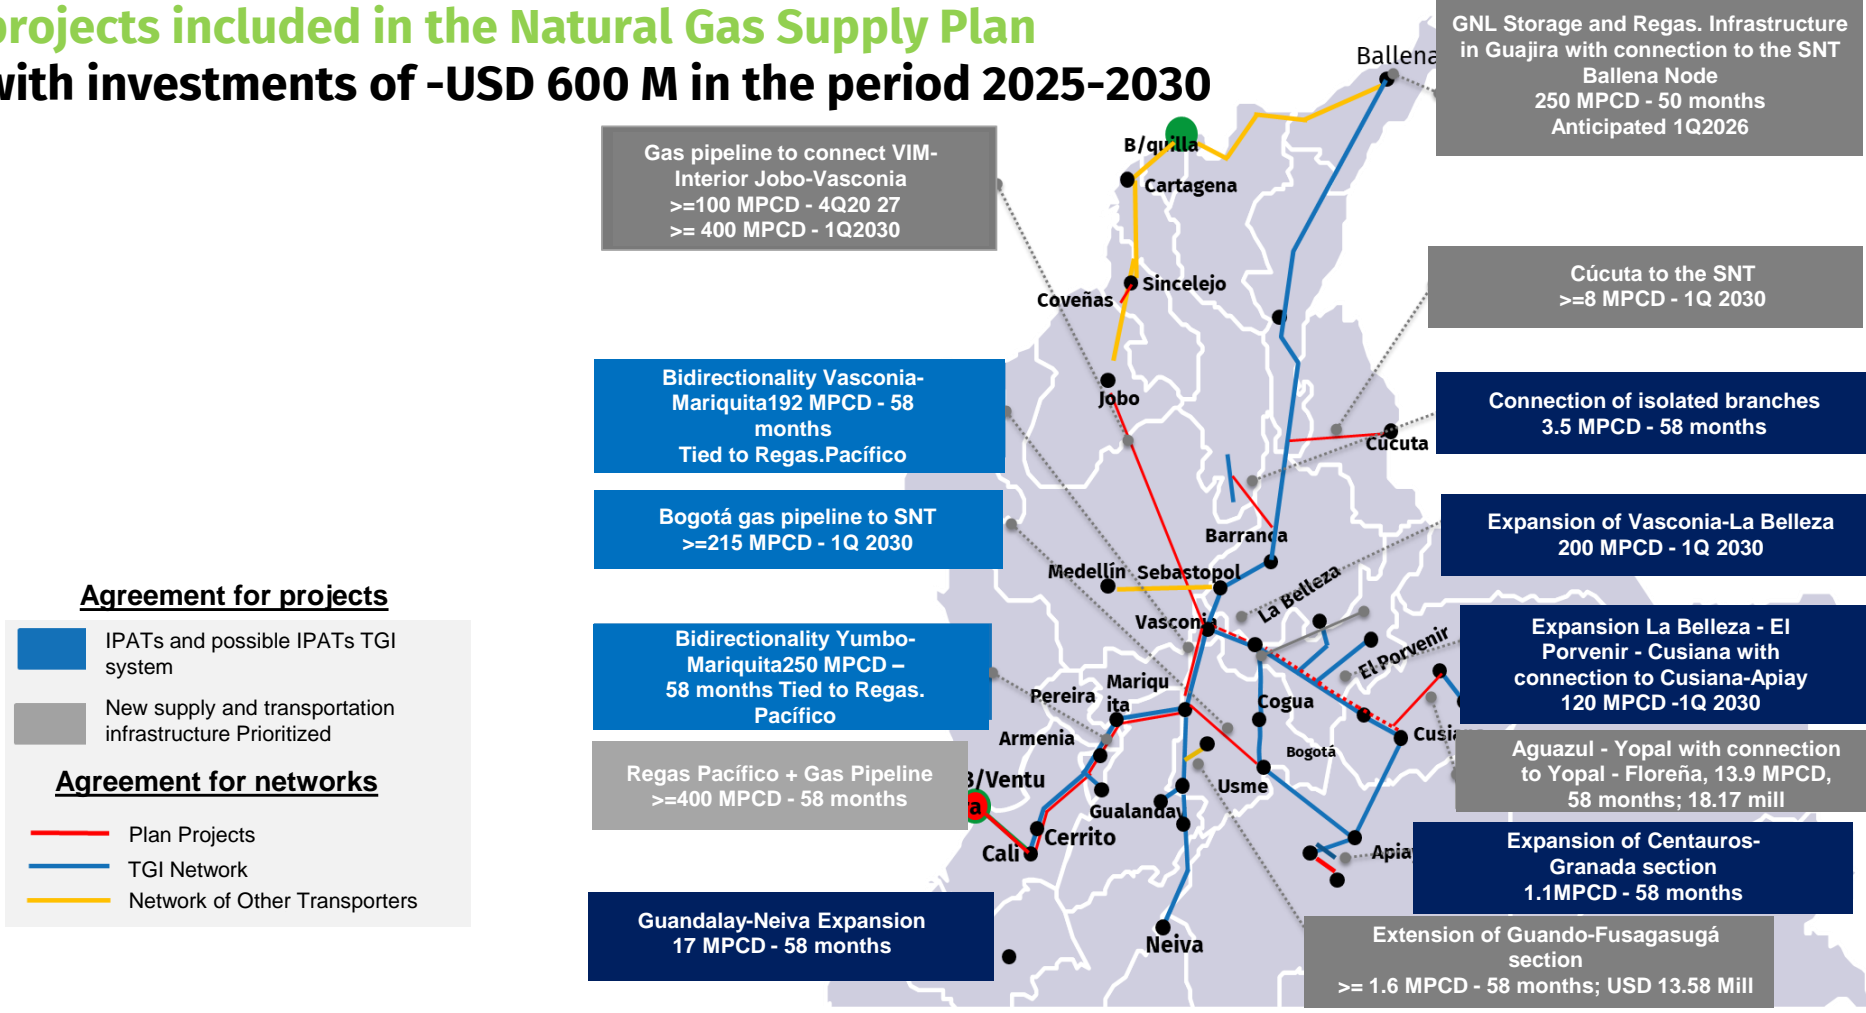 projects included in the Natural Gas Supply Plan
with investments of -USD 600 M in the period 2025-2030
GNL Storage and Regas. Infrastructure
in Guajira with connection to the SNT
Ballena Node
250 MPCD - 50 months
Anticipated 1Q2026
Gas pipeline to connect VIM-
Interior Jobo-Vasconia
>=100 MPCD - 4Q20 27
>= 400 MPCD - 1Q2030
Cúcuta to the SNT
>=8 MPCD - 1Q 2030
Bidirectionality Vasconia-
Mariquita192 MPCD - 58
months
Tied to Regas.Pacífico
Connection of isolated branches
3.5 MPCD - 58 months
Bogotá gas pipeline to SNT
>=215 MPCD - 1Q 2030
Expansion of Vasconia-La Belleza
200 MPCD - 1Q 2030
Bidirectionality Yumbo-
Mariquita250 MPCD –
58 months Tied to Regas.
Pacífico
Expansion La Belleza - El
Porvenir - Cusiana with
connection to Cusiana-Apiay
120 MPCD -1Q 2030
Regas Pacífico + Gas Pipeline
>=400 MPCD - 58 months
Aguazul - Yopal with connection
to Yopal - Floreña, 13.9 MPCD,
58 months; 18.17 mill
Expansion of Centauros-
Granada section
1.1MPCD - 58 months
Guandalay-Neiva Expansion
17 MPCD - 58 months
Extension of Guando-Fusagasugá
section
>= 1.6 MPCD - 58 months; USD 13.58 Mill
Ballena
B/quilla
Cartagena
Sincelejo
Coveñas
Jobo
Cúcuta
Barranca
Medellín
Sebastopol
La Belleza
Vasconia
El Porvenir
Mariqu
ita
Pereira
Cogua
Armenia
Bogotá
Cusiana
B/Ventu
ra
Usme
Gualanday
Cerrito
Cali
Apiay
Neiva
Agreement for projects
IPATs and possible IPATs TGI
system
New supply and transportation
infrastructure Prioritized
Agreement for networks
Plan Projects
TGI Network
Network of Other Transporters